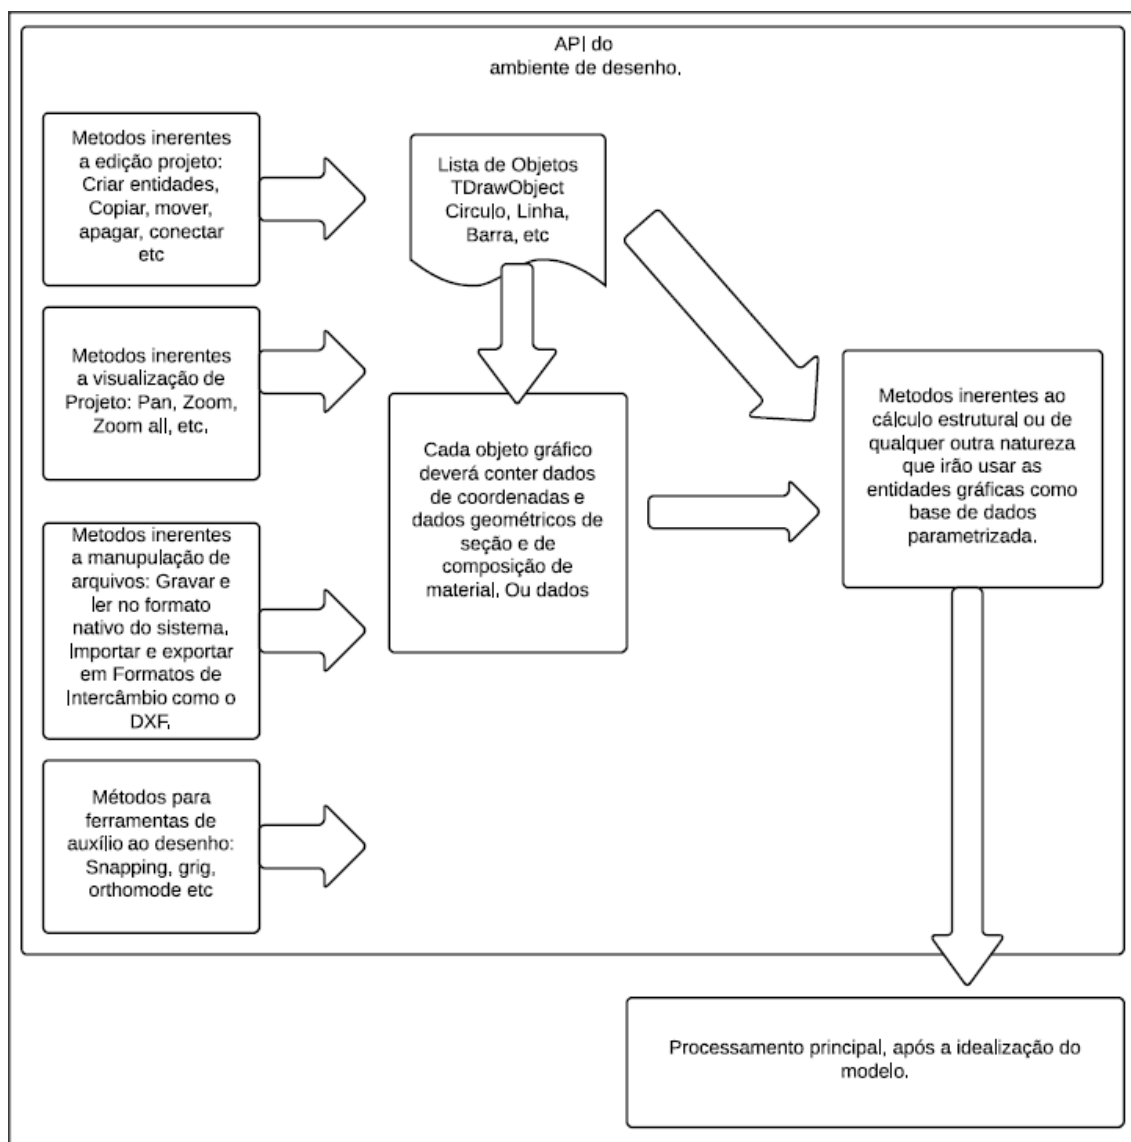 API do
ambiente de desenho.
Metodos inerentes
a edição projeto:
Criar entidades,
Copiar, mover,
apagar, conectar
etc
Lista de Objetos
TDrawObject
Circulo, Linha,
Barra, etc
Metodos inerentes
a visualização de
Projeto: Pan, Zoom,
Zoom all, etc.
Cada objeto gráfico
deverá conter dados
de coordenadas e
dados geométricos de
seção e de
composição de
material. Ou dados
Metodos inerentes ao
cálculo estrutural ou de
qualquer outra natureza
que irão usar as
entidades gráficas como
base de dados
parametrizada.
Metodos inerentes
a manupulação de
arquivos: Gravar e
ler no formato
nativo do sistema.
Importar e exportar
em Formatos de
Intercâmbio como o
DXF.
Métodos para
ferramentas de
auxílio ao desenho:
Snapping, grig,
orthomode etc
Processamento principal, após a idealização do
modelo.